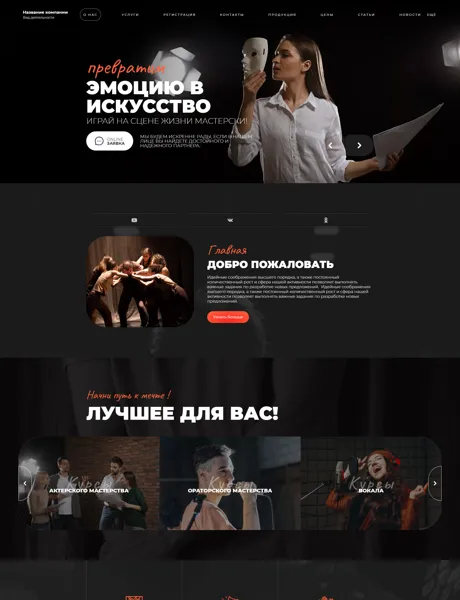 Название компании
Вид деятельности
О НАС
УСЛУГИ
РЕГИСТРАЦИЯ
КОНТАКТЫ
ПРОДУКЦИЯ
ЦЕНЫ
СТАТЬИ
НОВОСТИ
ЕЩЁ
превратим
ЭМОЦИЮ В
ИСКУССТВО
ИГРАЙ НА СЦЕНЕ ЖИЗНИ МАСТЕРСКИ!
ONLINE
ЗАЯВКА
МЫ БУДЕМ ИСКРЕННЕ РАДЫ, ЕСЛИ В НАШЕМ
ЛИЦЕ ВЫ НАЙДЕТЕ ДОСТОЙНОГО И
НАДЕЖНОГО ПАРТНЕРА.
Главная
ДОБРО ПОЖАЛОВАТЬ
Идейные соображения высшего порядка, а также постоянный
количественный рост и сфера нашей активности позволяет выполнять
важные задания по разработке новых предложений. Идейные соображения
высшего порядка, а также постоянный количественный рост и сфера нашей
активности позволяет выполнять важные задания по разработке новых
предложений.
Узнать больше
Начни путь к мечте !
ЛУЧШЕЕ ДЛЯ ВАС!
Курсы
АКТЕРСКОГО МАСТЕРСТВА
Курсы
ОРАТОРСКОГО МАСТЕРСТВА
Курсы
ВОКАЛА